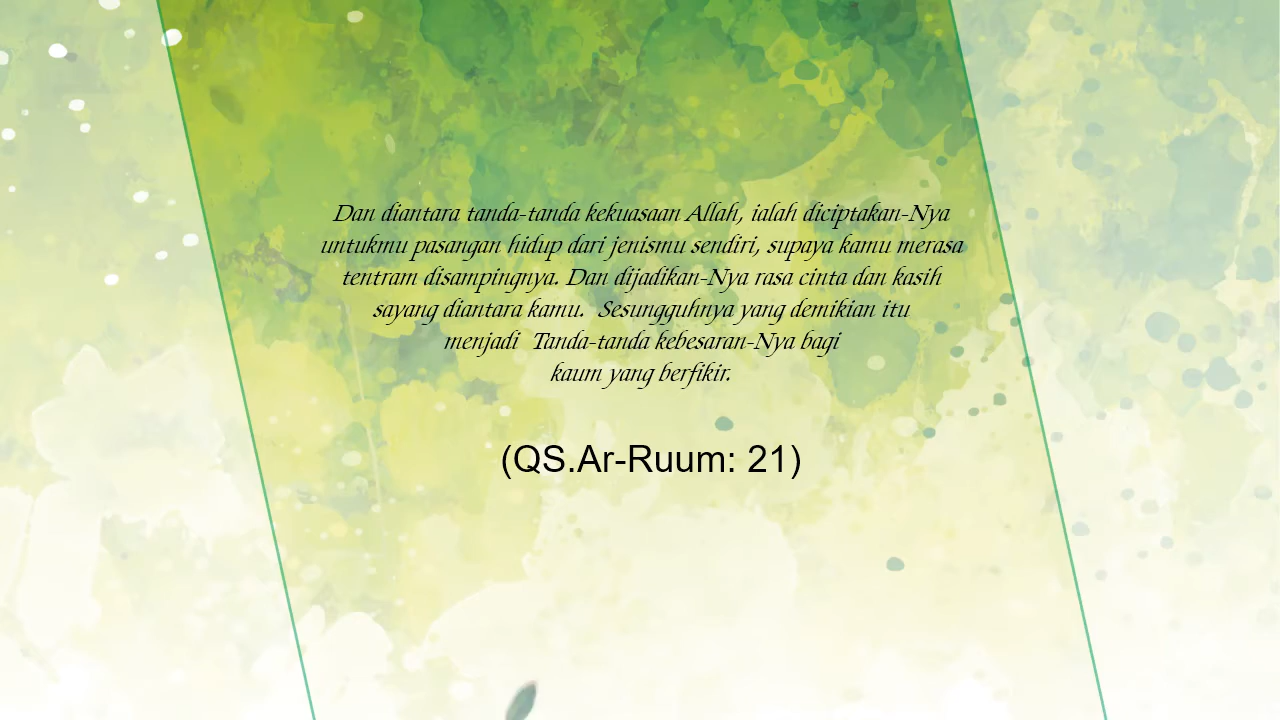 Dan diantara tanda-tanda kekuasaan Allah, ialah diciptakan-Nya
untukmu pasangan hidup dari jenismu sendiri, supaya kamu merasa
tentram disampingnya. Dan dijadikan-Nya rasa cinta dan kasih
sayang diantara kamu.  Sesungguhnya yang demikian itu
menjadi  Tanda-tanda kebesaran-Nya bagi
kaum yang berfikir.
(QS.Ar-Ruum: 21)